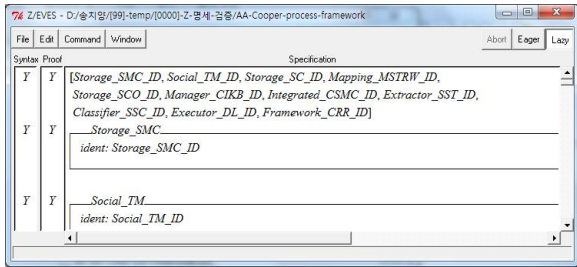 Z/EVES - D:/송지양/[99]-temp/[0000]-Z-명세-검증/AA-Cooper-process-framework
File Edit Command Window Abort Eager Lazy
Syntax Proof Specification
Y Y [Storage_SMC_ID, Social_TM_ID, Storage_SC_ID, Mapping_MSTRW_ID,
Storage_SCO_ID, Manager_CIKB_ID, Integrated_CSMC_ID, Extractor_SST_ID,
Classifier_SSC_ID, Executor_DL_ID, Framework_CRR_ID]
Y Y Storage_SMC
ident: Storage_SMC_ID
Y Y Social_TM
ident: Social_TM_ID